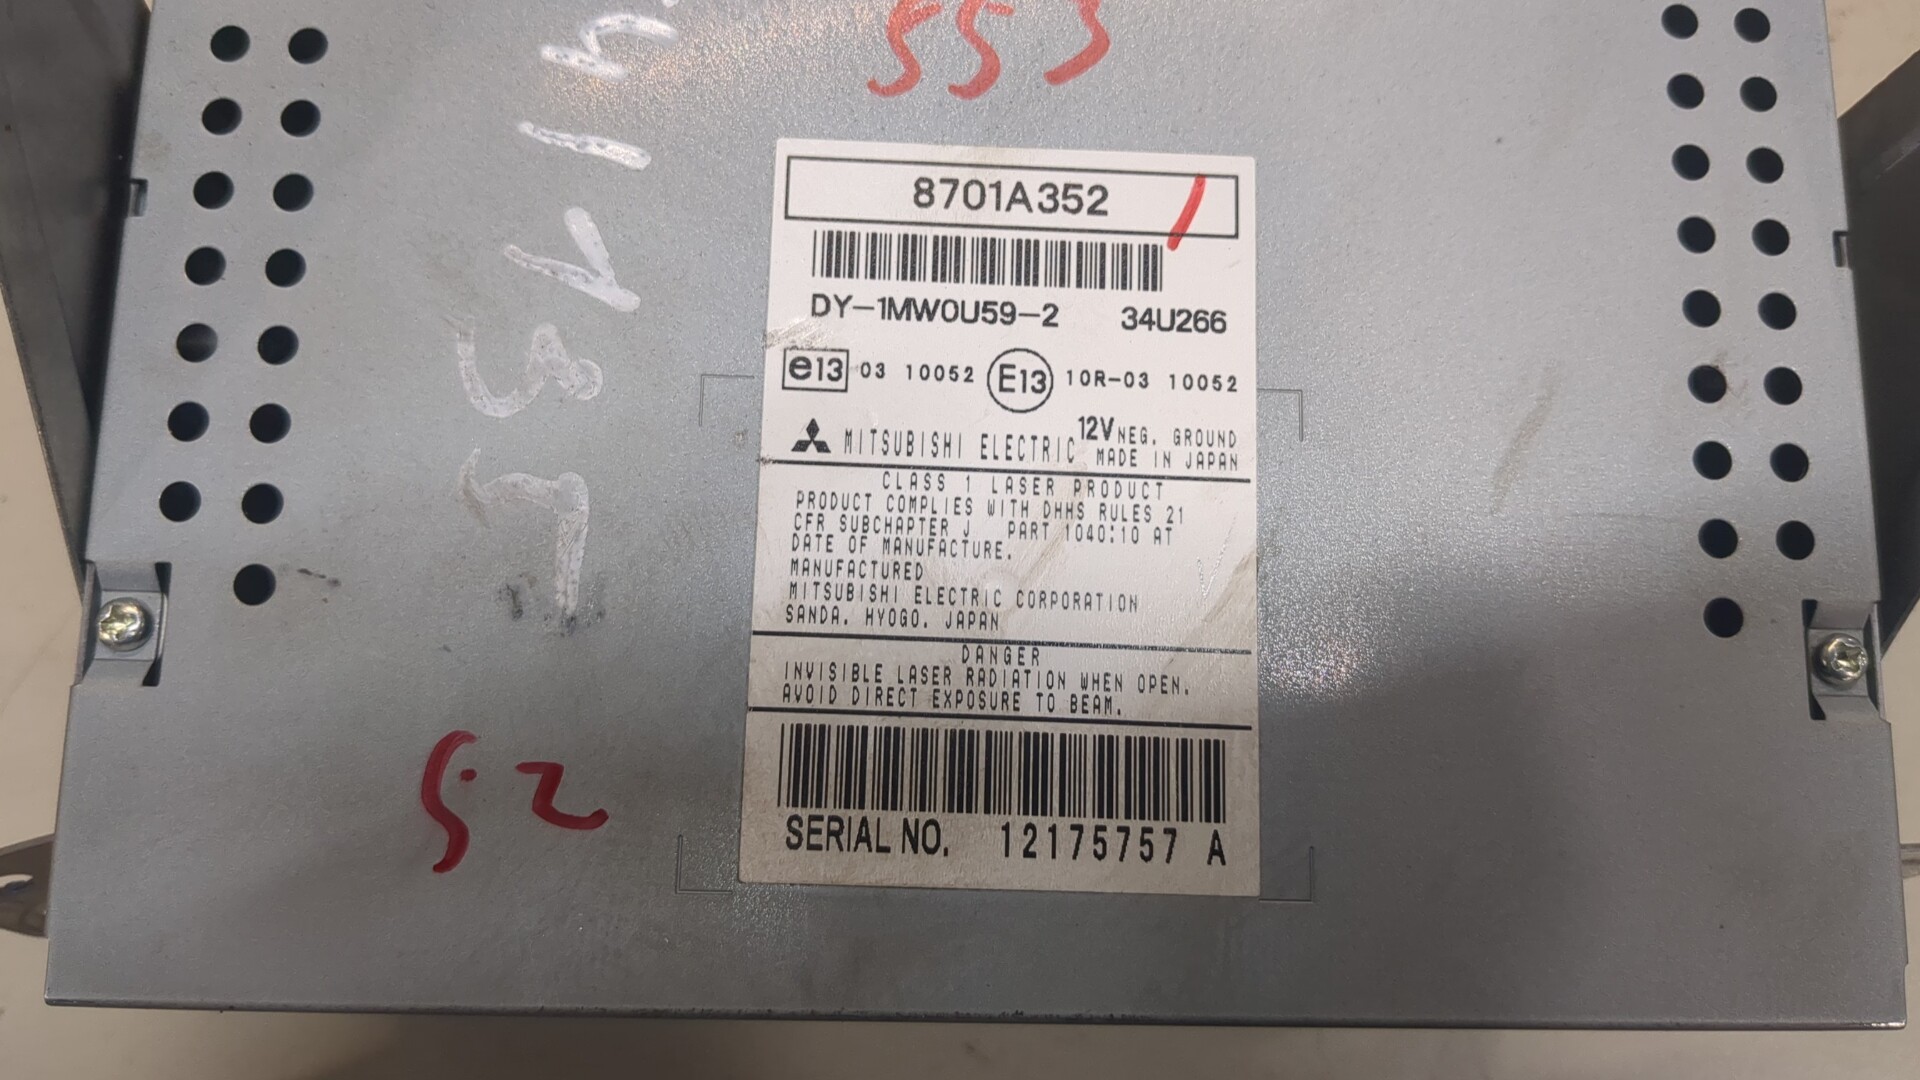 553
8701A352
DY-1MW0U59-2 34U266
e13 03 10052 E13 10R-03 10052
MITSUBISHI ELECTRIC 12V NEG. GROUND
MADE IN JAPAN
CLASS 1 LASER PRODUCT
PRODUCT COMPLIES WITH DHHS RULES 21
CFR SUBCHAPTER J PART 1040:10 AT
DATE OF MANUFACTURE.
MANUFACTURED
MITSUBISHI ELECTRIC CORPORATION
SANDA. HYOGO. JAPAN
DANGER
INVISIBLE LASER RADIATION WHEN OPEN.
AVOID DIRECT EXPOSURE TO BEAM.
SERIAL NO. 12175757 A